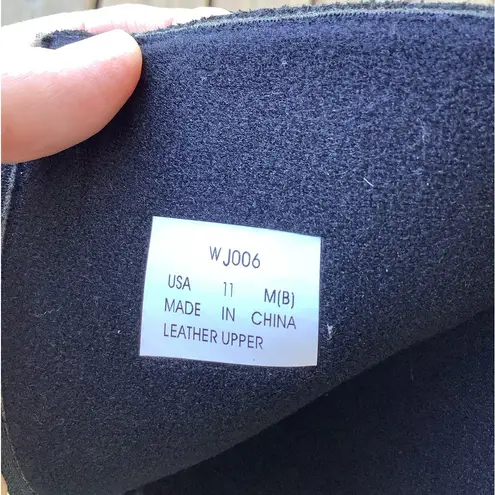 WJ006
USA 11 M(B)
MADE IN CHINA
LEATHER UPPER